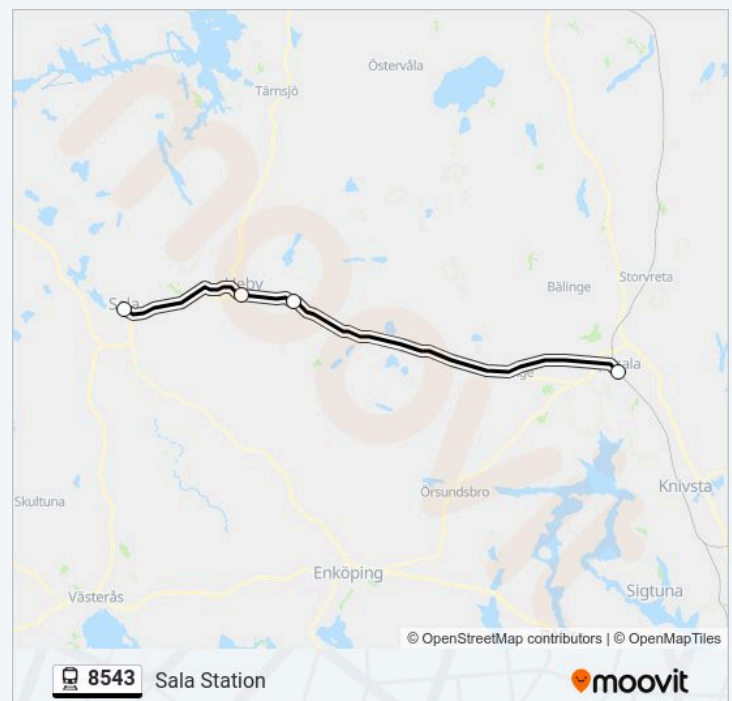 Östervåla
Tärnsjö
Storvreta
Bälinge
Heby
Sala
Knivsta
Örsundsbro
Skultuna
Enköping
Sigtuna
Västerås
© OpenStreetMap contributors | © OpenMapTiles
8543 Sala Station
moovit